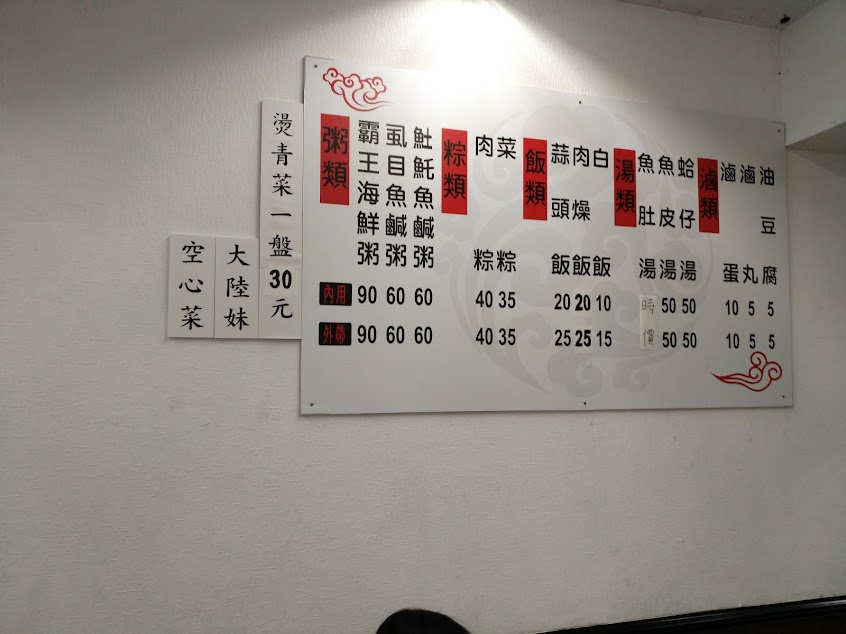 燙青菜一盤30元
大陸妹
空心菜
粥類
霸王海鮮粥
虱目魚鹹粥
魠魠魚鹹粥
粽類
肉粽
菜粽
飯類
蒜頭飯
肉燥飯
白飯
湯類
魚肚湯
魚皮湯
蛤仔湯
滷類
滷蛋
滷丸
油豆腐
內用 90 60 60 40 35 20 20 10 時 50 50 10 5 5
外帶 90 60 60 40 35 25 25 15 價 50 50 10 5 5